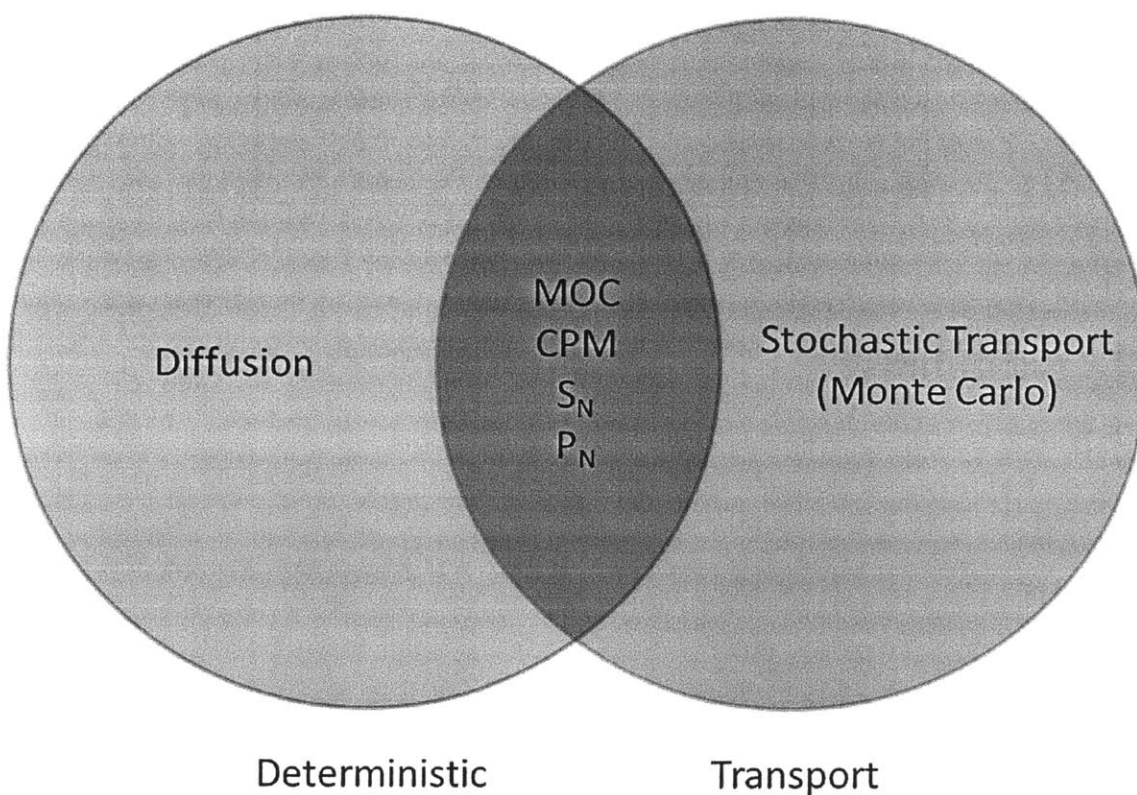 Diffusion
MOC
CPM
S_N
P_N
Stochastic Transport
(Monte Carlo)
Deterministic
Transport